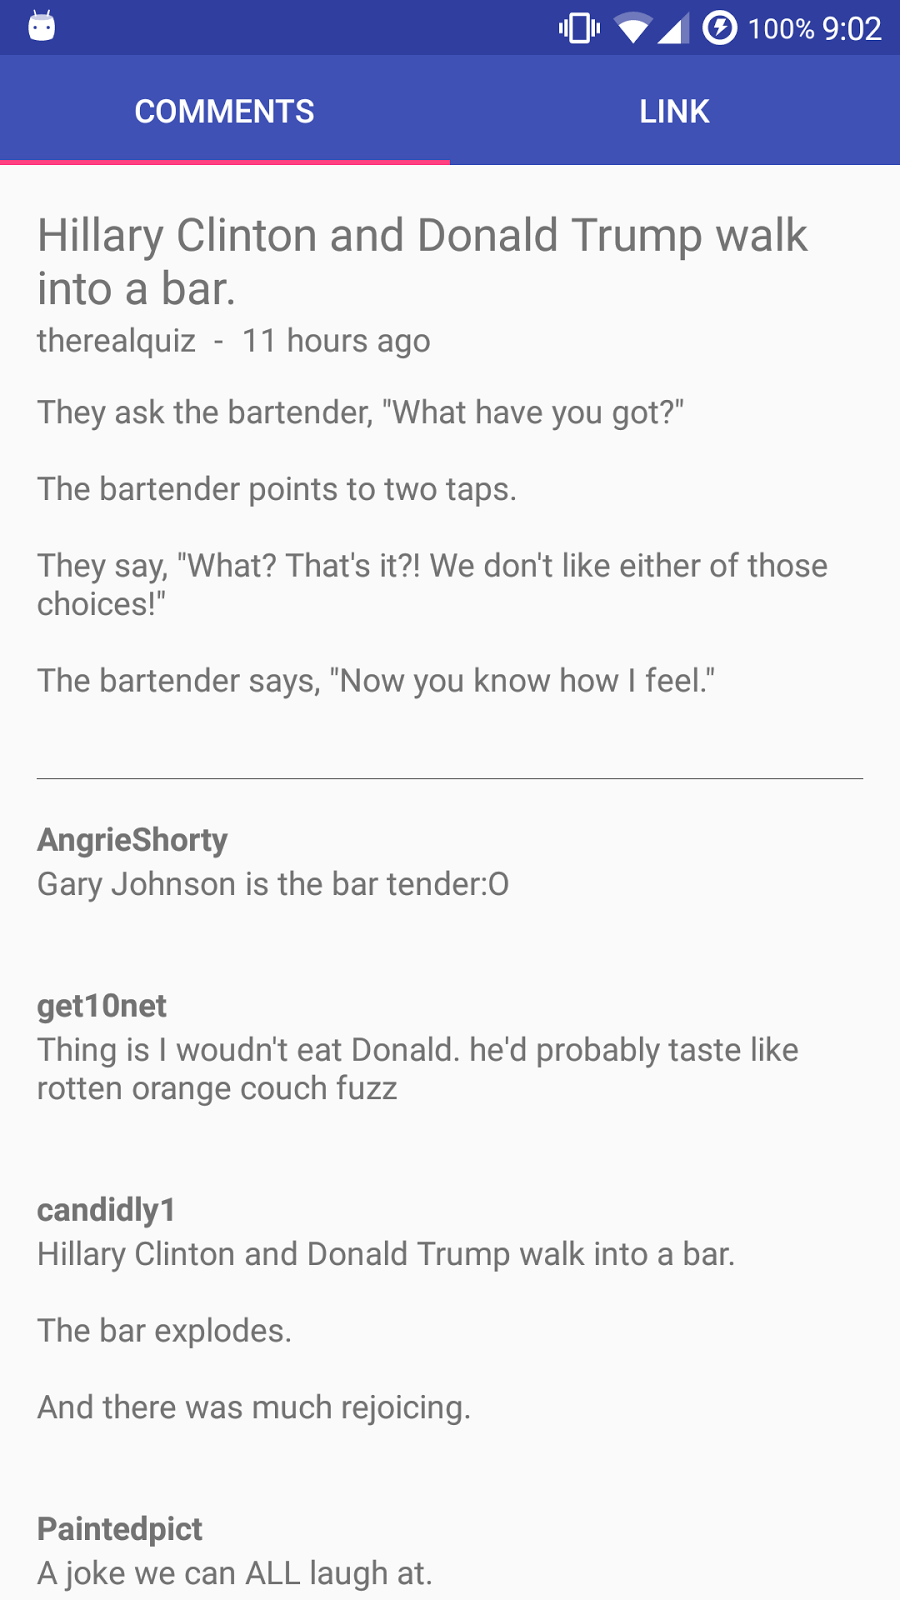 100% 9:02
COMMENTS LINK
Hillary Clinton and Donald Trump walk
into a bar.
therealquiz - 11 hours ago
They ask the bartender, "What have you got?"
The bartender points to two taps.
They say, "What? That's it?! We don't like either of those
choices!"
The bartender says, "Now you know how I feel."
AngrieShorty
Gary Johnson is the bar tender:O
get10net
Thing is I woudn't eat Donald. he'd probably taste like
rotten orange couch fuzz
candidly1
Hillary Clinton and Donald Trump walk into a bar.
The bar explodes.
And there was much rejoicing.
Paintedpict
A joke we can ALL laugh at.